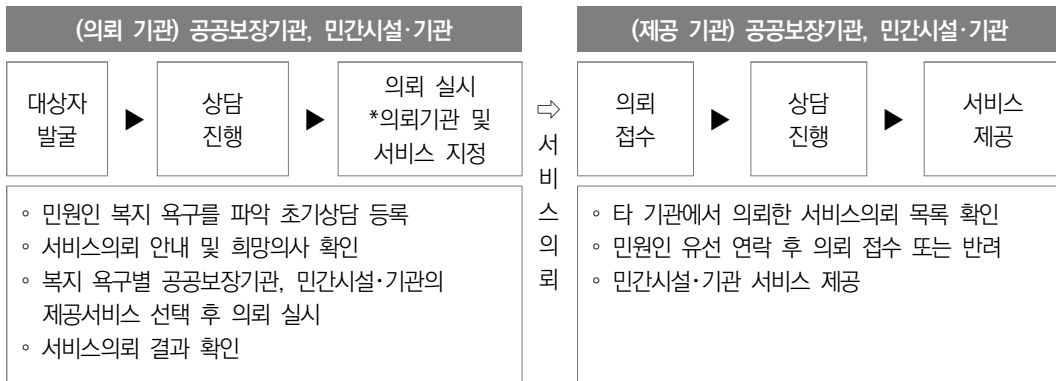 (의뢰 기관) 공공보장기관, 민간시설·기관
대상자
발굴
▶
상담
진행
▶
의뢰 실시
*의뢰기관 및
서비스 지정
◦ 민원인 복지 욕구를 파악 초기상담 등록
◦ 서비스의뢰 안내 및 희망의사 확인
◦ 복지 욕구별 공공보장기관, 민간시설·기관의
제공서비스 선택 후 의뢰 실시
◦ 서비스의뢰 결과 확인
⇨
서
비
스
의
뢰
(제공 기관) 공공보장기관, 민간시설·기관
의뢰
접수
▶
상담
진행
▶
서비스
제공
◦ 타 기관에서 의뢰한 서비스의뢰 목록 확인
◦ 민원인 유선 연락 후 의뢰 접수 또는 반려
◦ 민간시설·기관 서비스 제공